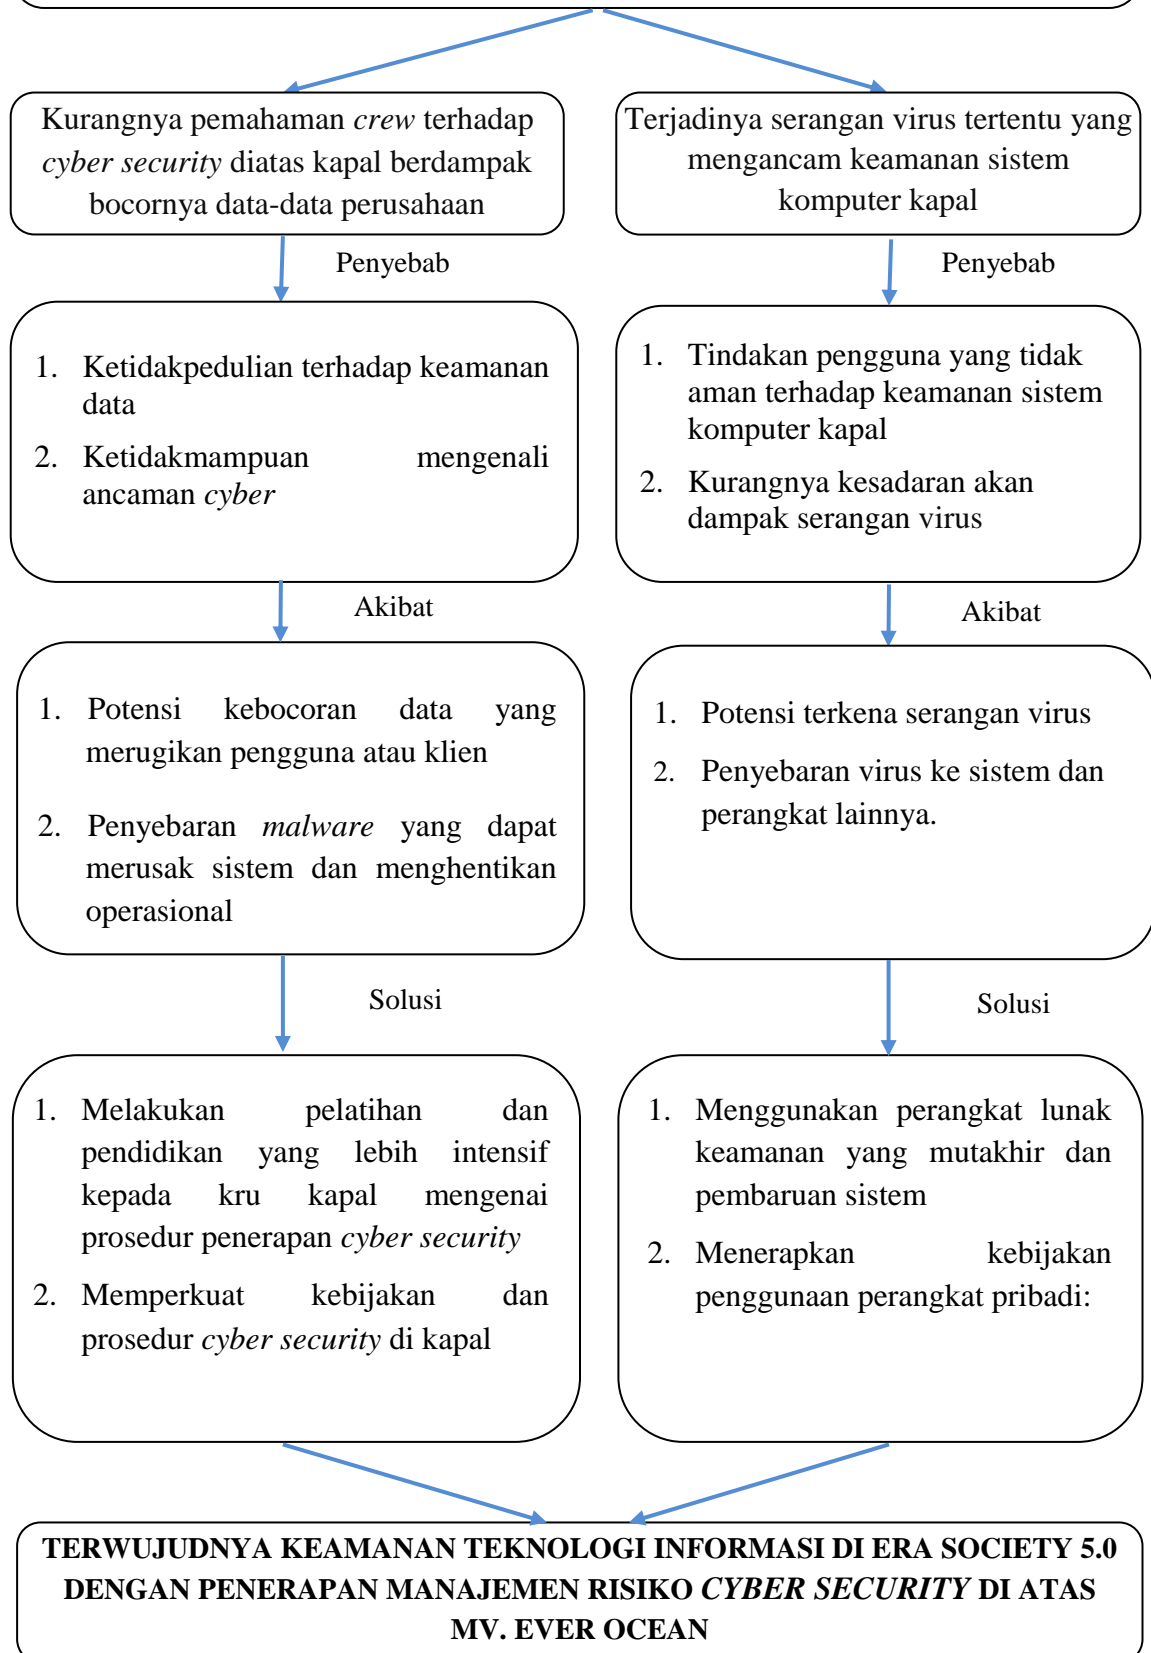 Kurangnya pemahaman crew terhadap
cyber security diatas kapal berdampak
bocornya data-data perusahaan
Penyebab
1. Ketidakpedulian terhadap keamanan
data
2. Ketidakmampuan mengenali
ancaman cyber
Akibat
1. Potensi kebocoran data yang
merugikan pengguna atau klien
2. Penyebaran malware yang dapat
merusak sistem dan menghentikan
operasional
Solusi
1. Melakukan pelatihan dan
pendidikan yang lebih intensif
kepada kru kapal mengenai
prosedur penerapan cyber security
2. Memperkuat kebijakan dan
prosedur cyber security di kapal
Terjadinya serangan virus tertentu yang
mengancam keamanan sistem
komputer kapal
Penyebab
1. Tindakan pengguna yang tidak
aman terhadap keamanan sistem
komputer kapal
2. Kurangnya kesadaran akan
dampak serangan virus
Akibat
1. Potensi terkena serangan virus
2. Penyebaran virus ke sistem dan
perangkat lainnya.
Solusi
1. Menggunakan perangkat lunak
keamanan yang mutakhir dan
pembaruan sistem
2. Menerapkan kebijakan
penggunaan perangkat pribadi:
TERWUJUDNYA KEAMANAN TEKNOLOGI INFORMASI DI ERA SOCIETY 5.0
DENGAN PENERAPAN MANAJEMEN RISIKO CYBER SECURITY DI ATAS
MV. EVER OCEAN